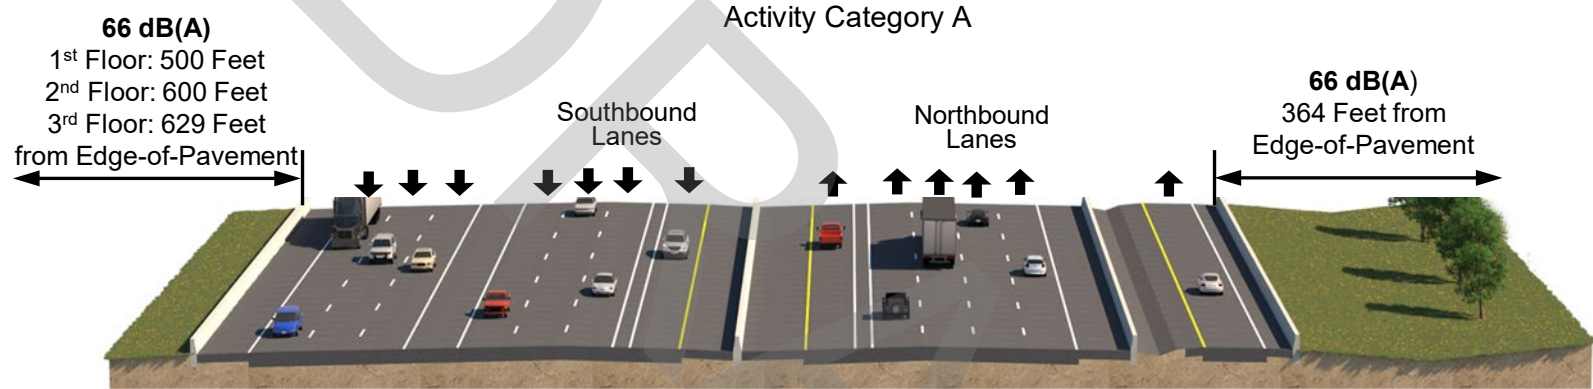 Activity Category A
66 dB(A)
1st Floor: 500 Feet
2nd Floor: 600 Feet
3rd Floor: 629 Feet
from Edge-of-Pavement
Southbound
Lanes
Northbound
Lanes
66 dB(A)
364 Feet from
Edge-of-Pavement